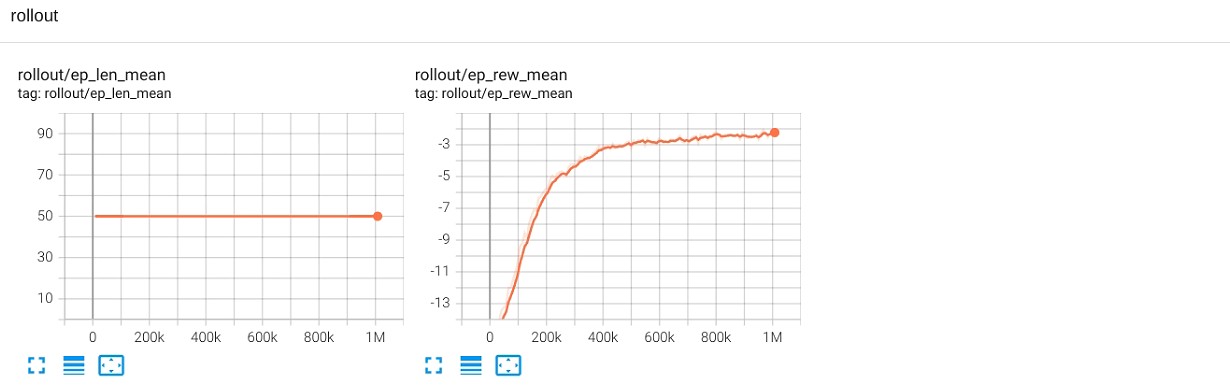 rollout
rollout/ep_len_mean
tag: rollout/ep_len_mean
90
70
50
30
10
0 200k 400k 600k 800k 1M
rollout/ep_rew_mean
tag: rollout/ep_rew_mean
-3
-5
-7
-9
-11
-13
0 200k 400k 600k 800k 1M